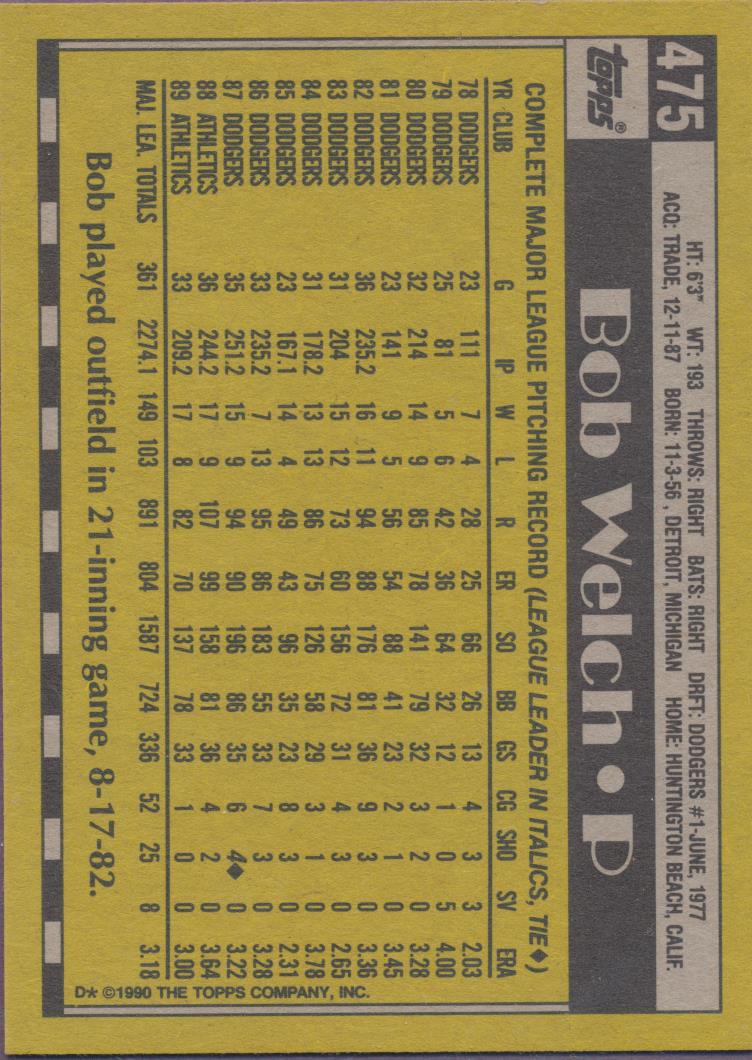 475
HT: 6'3" WT: 193 THROWS: RIGHT BATS: RIGHT DRFT: DODGERS #1-JUNE, 1977
ACQ: TRADE, 12-11-87 BORN: 11-3-56, DETROIT, MICHIGAN HOME: HUNTINGTON BEACH, CALIF.
topps®
Bob Welch • P
COMPLETE MAJOR LEAGUE PITCHING RECORD (LEAGUE LEADER IN ITALICS, TIE♦)
YR CLUB G IP W L R ER SO BB GS CG SHO SV ERA
78 DODGERS 23 111 7 4 28 25 66 26 13 4 3 3 2.03
79 DODGERS 25 81 5 6 42 36 64 32 12 1 0 5 4.00
80 DODGERS 32 214 14 9 85 78 141 79 32 3 2 0 3.28
81 DODGERS 23 141 9 5 56 54 88 41 23 2 1 0 3.45
82 DODGERS 36 235.2 16 11 94 88 176 81 36 9 3 0 3.36
83 DODGERS 31 204 15 12 73 60 156 72 31 4 3 0 2.65
84 DODGERS 31 178.2 13 13 86 75 126 58 29 3 1 0 3.78
85 DODGERS 23 167.1 14 4 49 43 96 35 23 8 3 0 2.31
86 DODGERS 33 235.2 7 13 95 86 183 55 33 7 3 0 3.28
87 DODGERS 35 251.2 15 9 94 90 196 86 35 6 4♦ 0 3.22
88 ATHLETICS 36 244.2 17 9 107 99 158 81 36 4 2 0 3.64
89 ATHLETICS 33 209.2 17 8 82 70 137 78 33 1 0 0 3.00
MAJ. LEA. TOTALS 361 2274.1 149 103 891 804 1587 724 336 52 25 8 3.18
Bob played outfield in 21-inning game, 8-17-82.
D* ©1990 THE TOPPS COMPANY, INC.